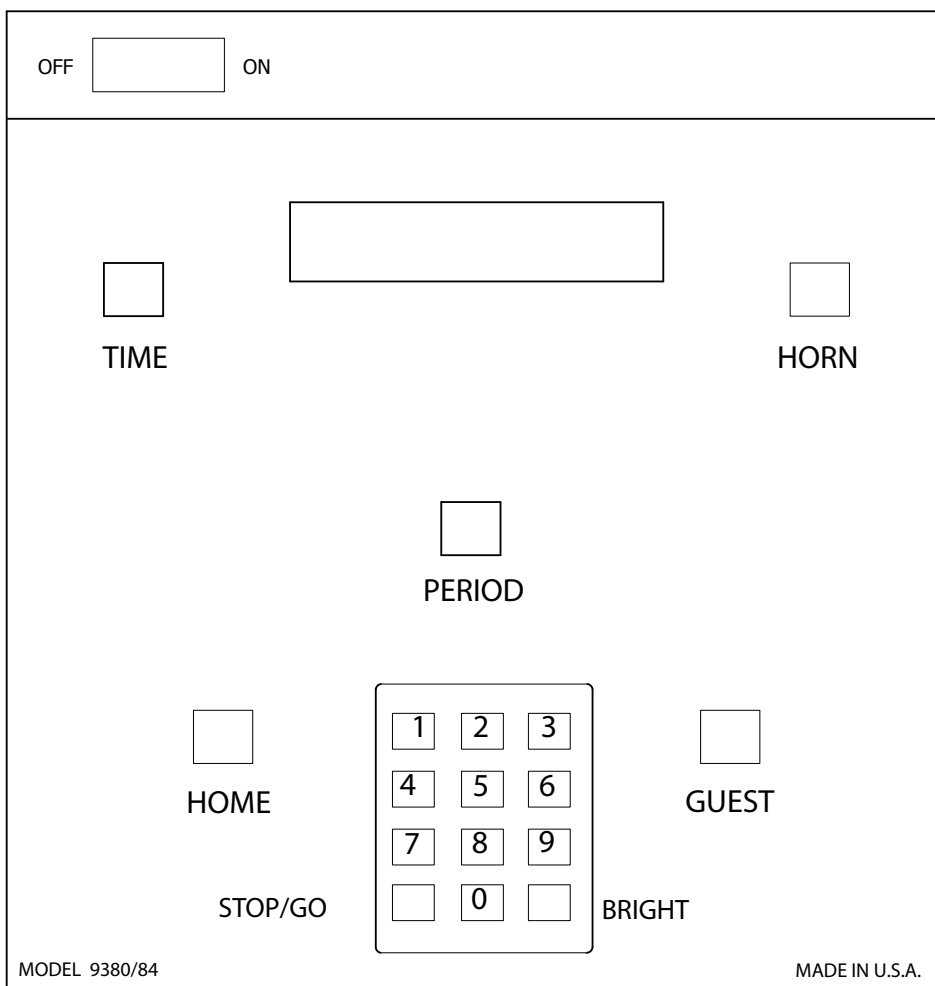 OFF ON
TIME HORN
PERIOD
1 2 3
HOME 4 5 6 GUEST
7 8 9
STOP/GO 0 BRIGHT
MODEL 9380/84 MADE IN U.S.A.